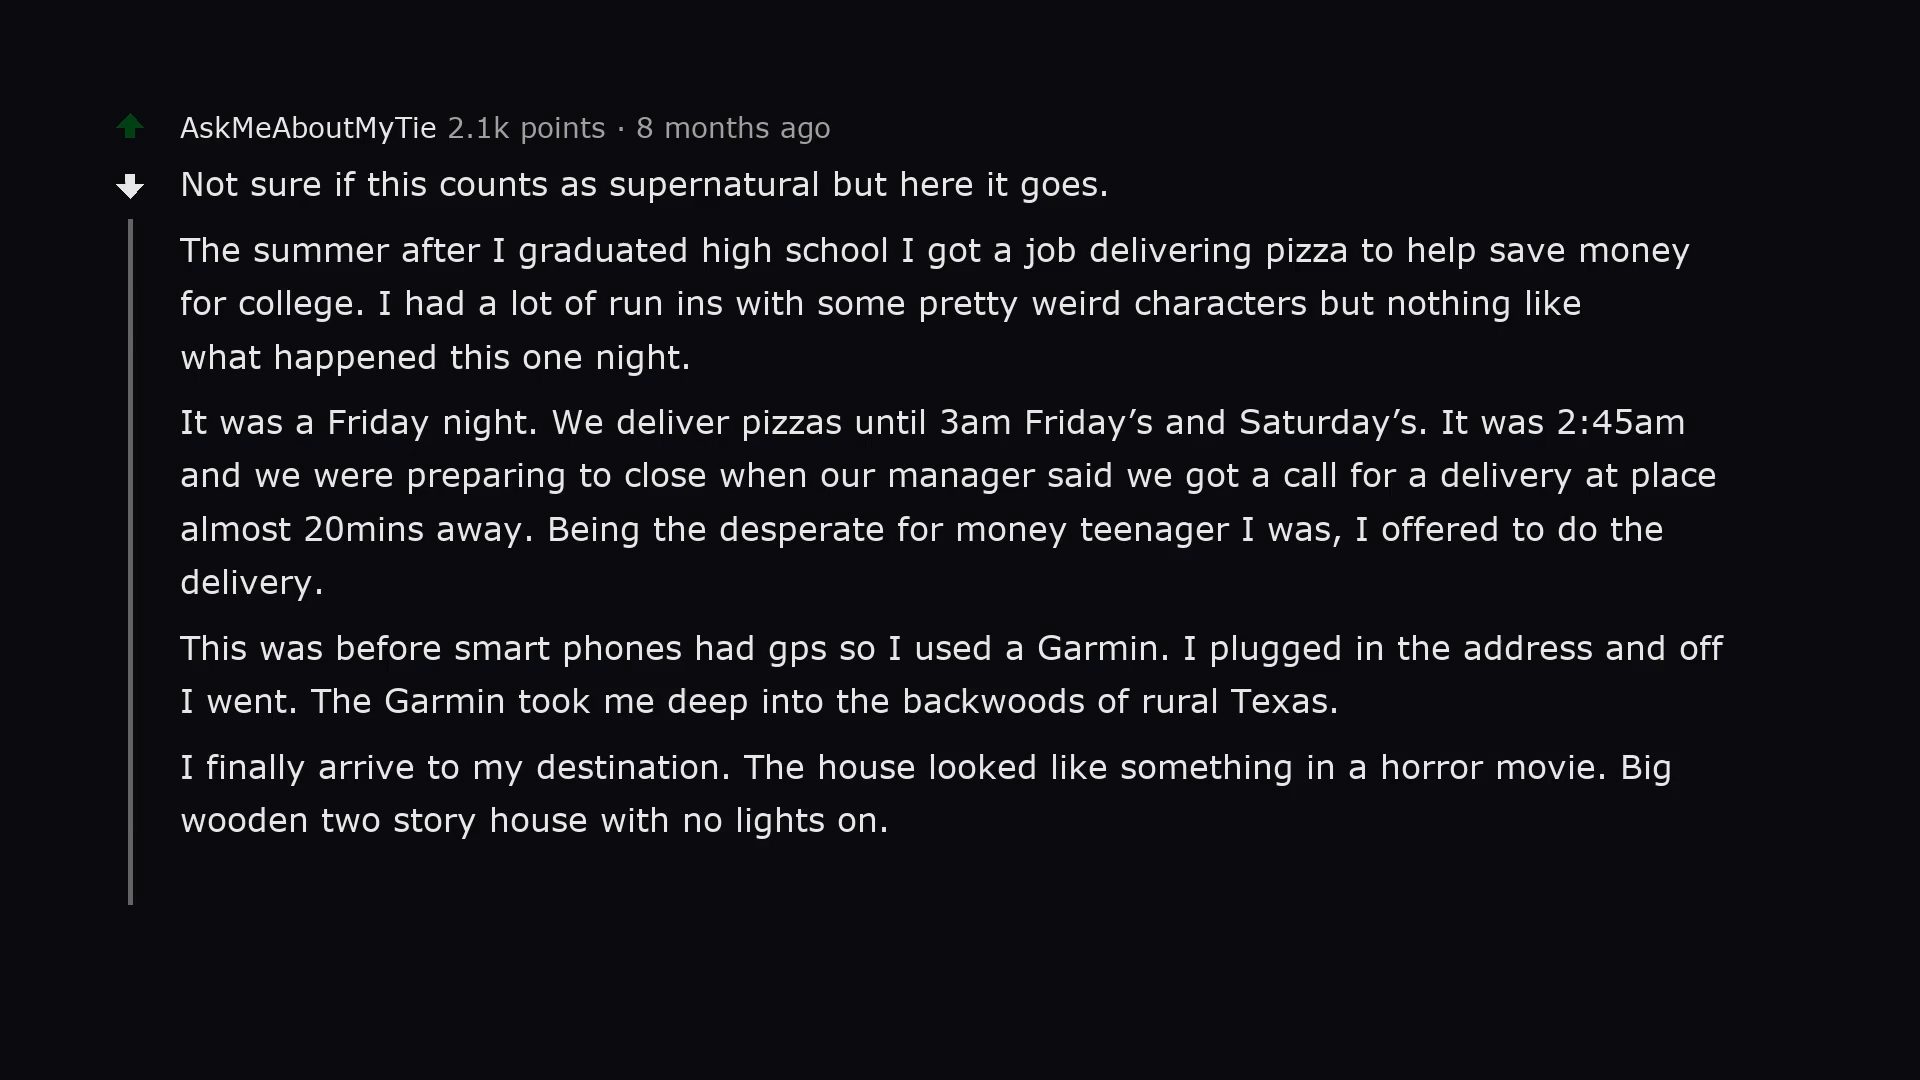 AskMeAboutMyTie 2.1k points · 8 months ago
Not sure if this counts as supernatural but here it goes.
The summer after I graduated high school I got a job delivering pizza to help save money
for college. I had a lot of run ins with some pretty weird characters but nothing like
what happened this one night.
It was a Friday night. We deliver pizzas until 3am Friday’s and Saturday’s. It was 2:45am
and we were preparing to close when our manager said we got a call for a delivery at place
almost 20mins away. Being the desperate for money teenager I was, I offered to do the
delivery.
This was before smart phones had gps so I used a Garmin. I plugged in the address and off
I went. The Garmin took me deep into the backwoods of rural Texas.
I finally arrive to my destination. The house looked like something in a horror movie. Big
wooden two story house with no lights on.